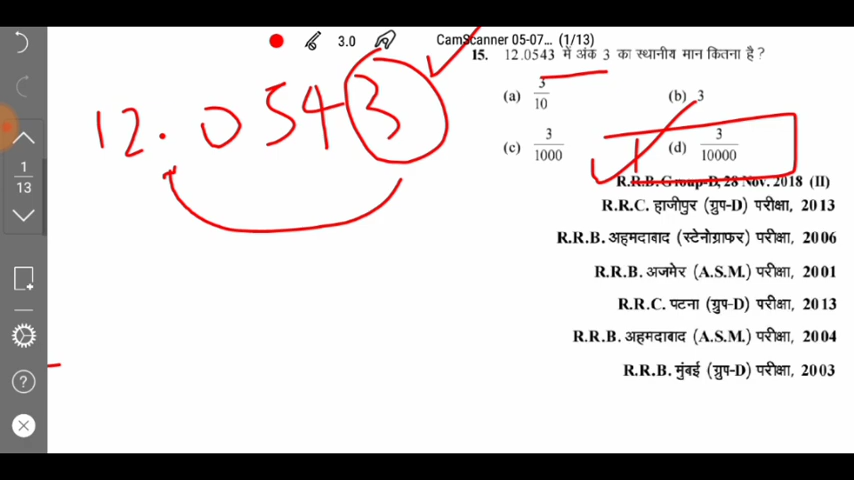 3.0
CamScanner 05-07... (1/13)
15. 12.0543 में अंक 3 का स्थानीय मान कितना है ?
12.0543
(a) 3/10 (b) 3
(c) 3/1000 (d) 3/10000
1
13
R.R.B. Group-D, 28 Nov. 2018 (II)
R.R.C. हाजीपुर (ग्रुप-D) परीक्षा, 2013
R.R.B. अहमदाबाद (स्टेनोग्राफर) परीक्षा, 2006
R.R.B. अजमेर (A.S.M.) परीक्षा, 2001
R.R.C. पटना (ग्रुप-D) परीक्षा, 2013
R.R.B. अहमदाबाद (A.S.M.) परीक्षा, 2004
R.R.B. मुंबई (ग्रुप-D) परीक्षा, 2003